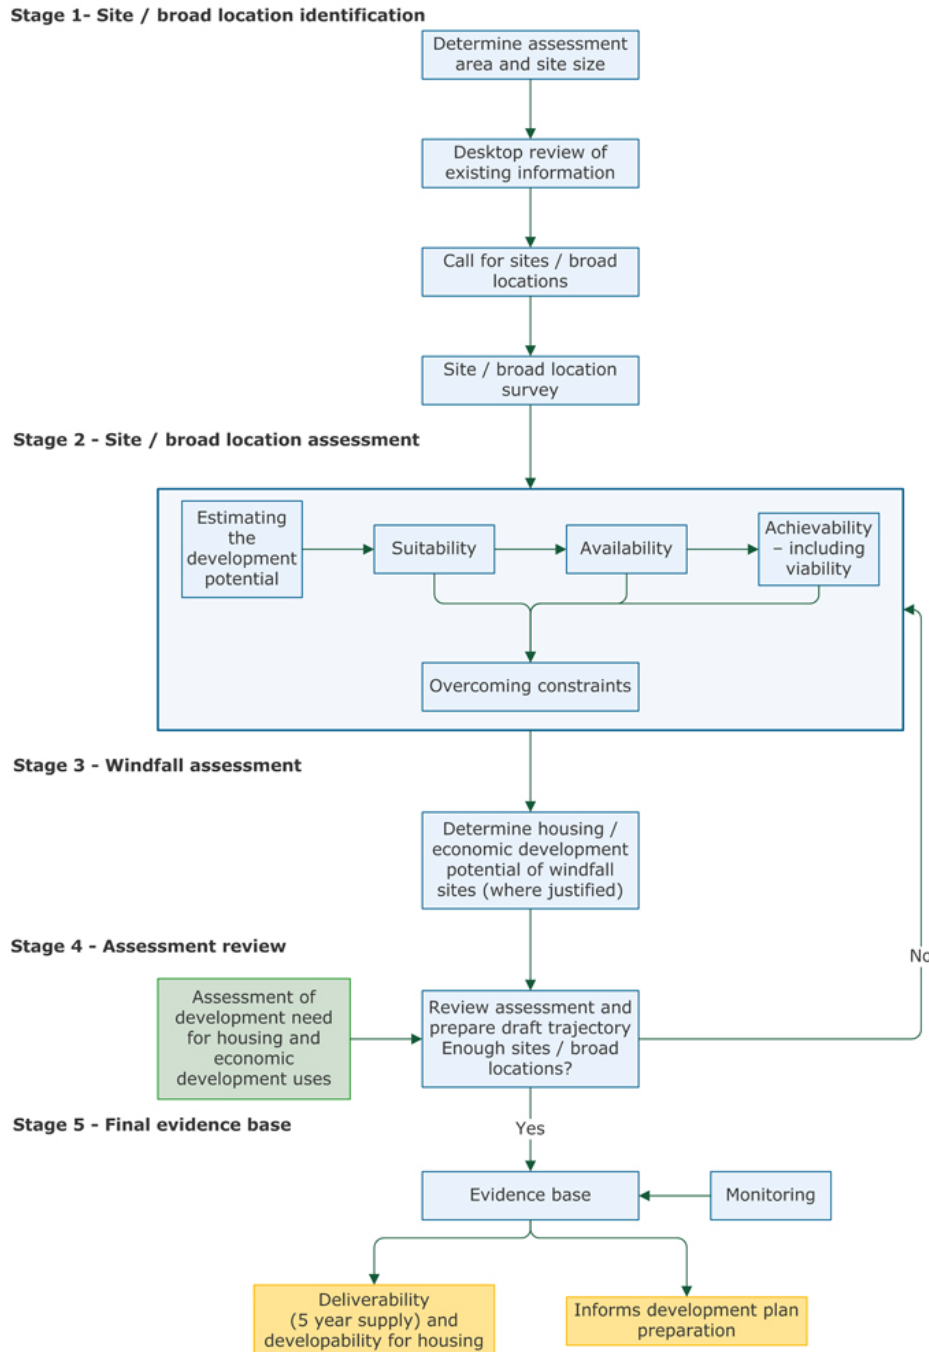 Stage 1- Site / broad location identification
Determine assessment
area and site size
Desktop review of
existing information
Call for sites / broad
locations
Site / broad location
survey
Stage 2 - Site / broad location assessment
Estimating
the
development
potential
Suitability
Availability
Achievability
– including
viability
Overcoming constraints
Stage 3 - Windfall assessment
Determine housing /
economic development
potential of windfall
sites (where justified)
Stage 4 - Assessment review
No
Assessment of
development need
for housing and
economic
development uses
Review assessment and
prepare draft trajectory
Enough sites / broad
locations?
Stage 5 - Final evidence base
Yes
Evidence base
Monitoring
Deliverability
(5 year supply) and
developability for housing
Informs development plan
preparation